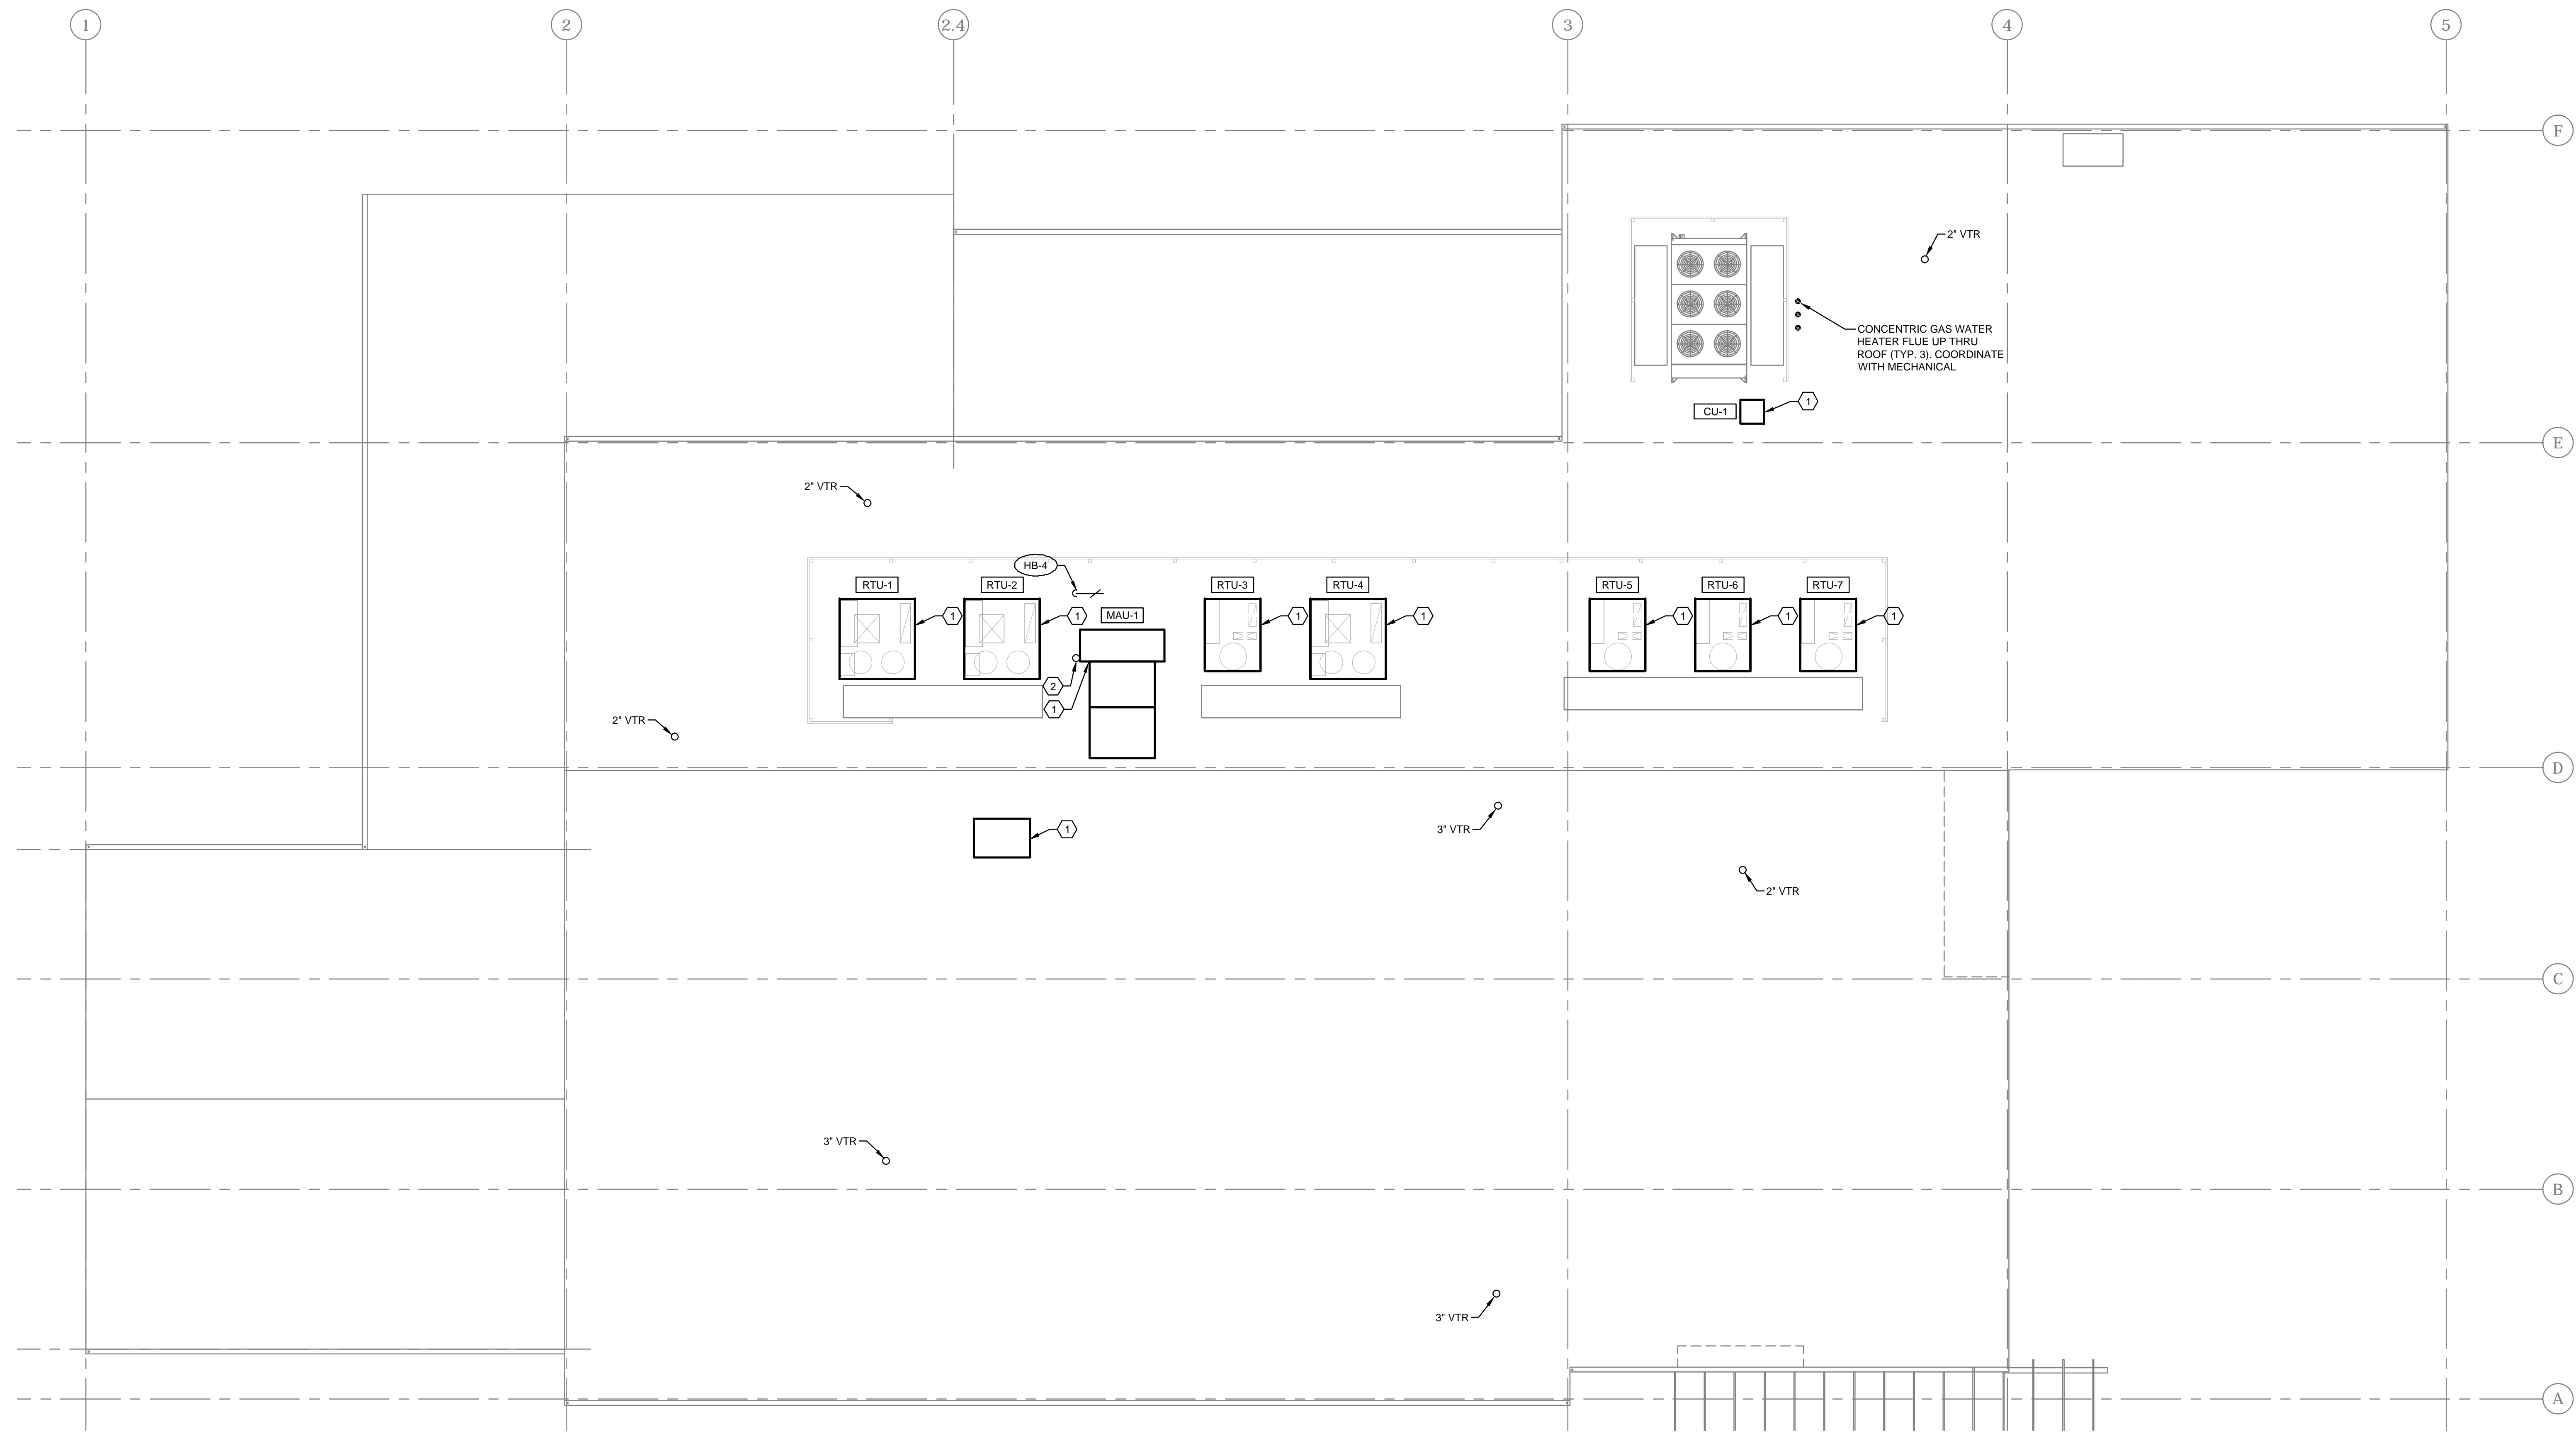 1
2
2.4
3
4
5
F
2" VTR
CONCENTRIC GAS WATER
HEATER FLUE UP THRU
ROOF (TYP. 3). COORDINATE
WITH MECHANICAL
CU-1
1
E
2" VTR
HB-4
RTU-1
RTU-2
MAU-1
RTU-3
RTU-4
RTU-5
RTU-6
RTU-7
1
1
1
1
1
1
1
2
1
2" VTR
D
3" VTR
1
2" VTR
C
3" VTR
B
3" VTR
A